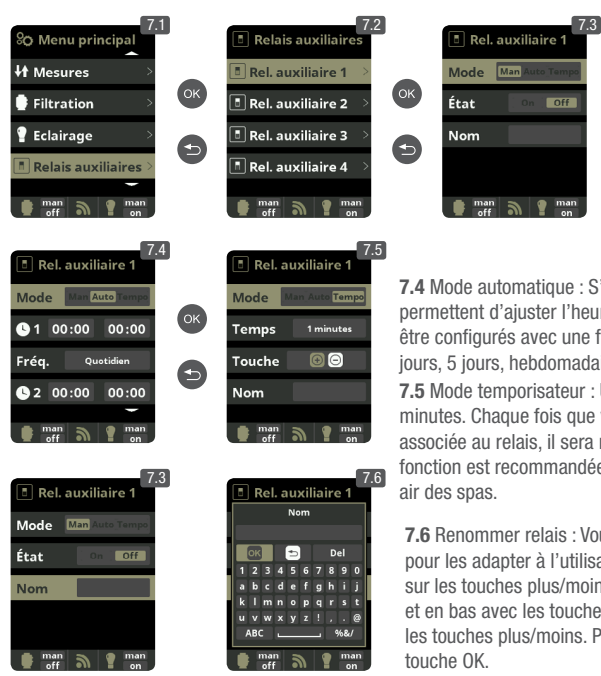 7.1
Menu principal
Mesures >
Filtration >
Eclairage >
Relais auxiliaires >
man off
man on
OK
7.2
Relais auxiliaires
Rel. auxiliaire 1 >
Rel. auxiliaire 2 >
Rel. auxiliaire 3 >
Rel. auxiliaire 4 >
man off
man on
OK
7.3
Rel. auxiliaire 1
Mode Man Auto Tempo
État On Off
Nom
man off
man on
7.4
Rel. auxiliaire 1
Mode Man Auto Tempo
1 00:00 00:00
Fréq. Quotidien
2 00:00 00:00
man off
man on
OK
7.5
Rel. auxiliaire 1
Mode Man Auto Tempo
Temps 1 minutes
Touche + -
Nom
man off
man on
7.4 Mode automatique : S'
permettent d'ajuster l'heur
être configurés avec une f
jours, 5 jours, hebdomada
7.5 Mode temporisateur :
minutes. Chaque fois que
associée au relais, il sera
fonction est recommandée
air des spas.
7.3
Rel. auxiliaire 1
Mode Man Auto Tempo
État On Off
Nom
man off
man on
7.6
Rel. auxiliaire 1
Nom
OK Del
1 2 3 4 5 6 7 8 9 0
a b c d e f g h i j
k l m n o p q r s t
u v w x y z ! , . @
ABC %&/
man off
man on
7.6 Renommer relais : Vou
pour les adapter à l'utilisa
sur les touches plus/moin
et en bas avec les touche
les touches plus/moins. P
touche OK.